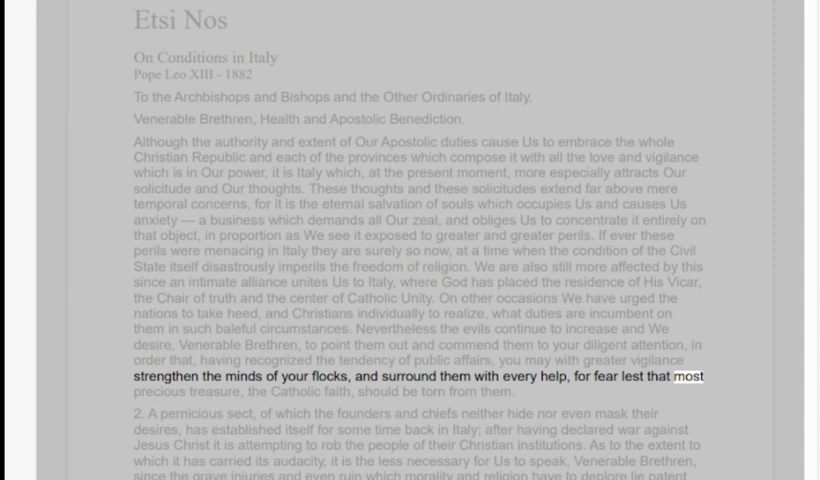 Etsi Nos
On Conditions in Italy
Pope Leo XIII - 1882
To the Archbishops and Bishops and the Other Ordinaries of Italy.
Venerable Brethren, Health and Apostolic Benediction.
Although the authority and extent of Our Apostolic duties cause Us to embrace the whole
Christian Republic and each of the provinces which compose it with all the love and vigilance
which is in Our power, it is Italy which, at the present moment, more especially attracts Our
solicitude and Our thoughts. These thoughts and these solicitudes extend far above mere
temporal concerns, for it is the eternal salvation of souls which occupies Us and causes Us
anxiety — a business which demands all Our zeal, and obliges Us to concentrate it entirely on
that object, in proportion as We see it exposed to greater and greater perils. If ever these
perils were menacing in Italy they are surely so now, at a time when the condition of the Civil
State itself disastrously imperils the freedom of religion. We are also still more affected by this
since an intimate alliance unites Us to Italy, where God has placed the residence of His Vicar,
the Chair of truth and the center of Catholic Unity. On other occasions We have urged the
nations to take heed, and Christians individually to realize, what duties are incumbent on
them in such baleful circumstances. Nevertheless the evils continue to increase and We
desire, Venerable Brethren, to point them out and commend them to your diligent attention, in
order that, having recognized the tendency of public affairs, you may with greater vigilance
strengthen the minds of your flocks, and surround them with every help, for fear lest that most
precious treasure, the Catholic faith, should be torn from them.
2. A pernicious sect, of which the founders and chiefs neither hide nor even mask their
desires, has established itself for some time back in Italy; after having declared war against
Jesus Christ it is attempting to rob the people of their Christian institutions. As to the extent to
which it has carried its audacity, it is the less necessary for Us to speak, Venerable Brethren,
since the grave injuries and even ruin which morality and religion have to deplore lie patent